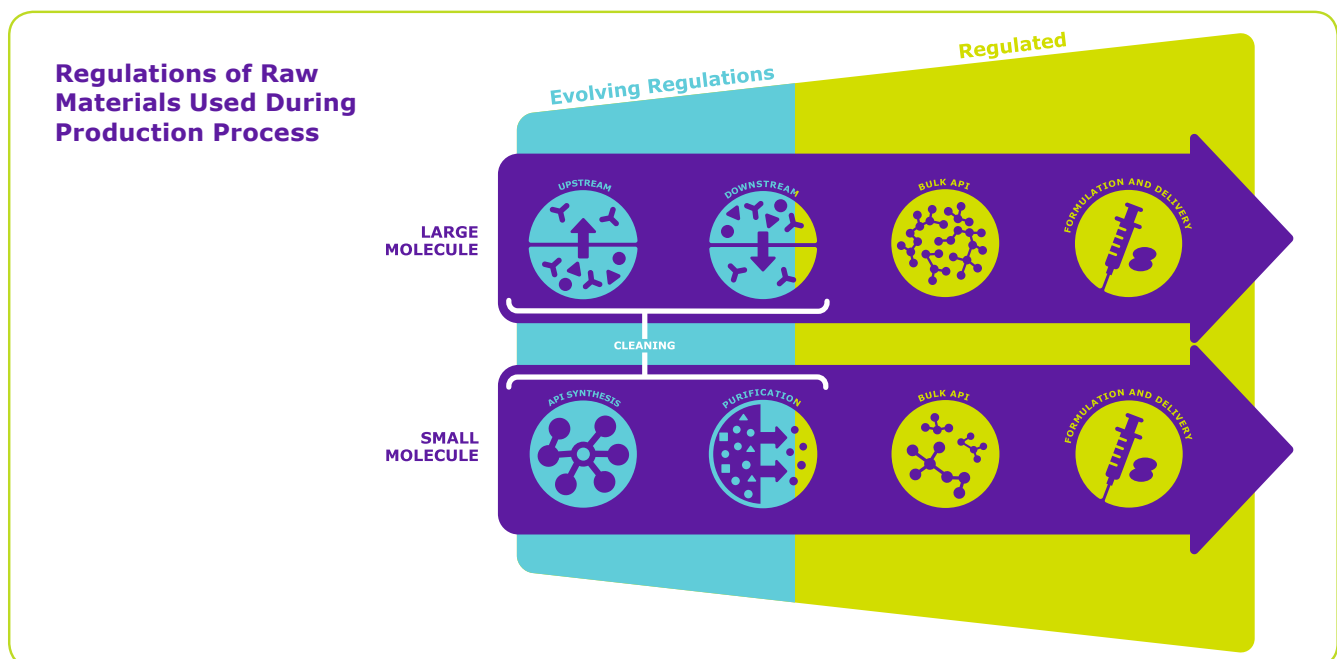 Regulations of Raw
Materials Used During
Production Process
Evolving Regulations
Regulated
LARGE
MOLECULE
UPSTREAM
DOWNSTREAM
BULK API
FORMULATION AND DELIVERY
CLEANING
SMALL
MOLECULE
API SYNTHESIS
PURIFICATION
BULK API
FORMULATION AND DELIVERY